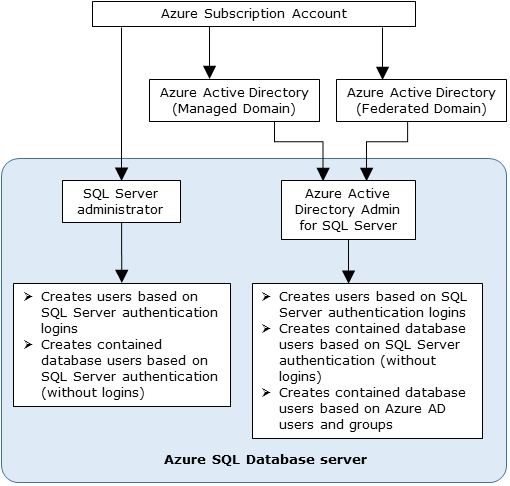 Azure Subscription Account
Azure Active Directory
(Managed Domain)
Azure Active Directory
(Federated Domain)
SQL Server
administrator
Azure Active
Directory Admin
for SQL Server
➢ Creates users based on
SQL Server authentication
logins
➢ Creates contained
database users based on
SQL Server authentication
(without logins)
➢ Creates users based on SQL
Server authentication logins
➢ Creates contained database
users based on SQL Server
authentication (without
logins)
➢ Creates contained database
users based on Azure AD
users and groups
Azure SQL Database server